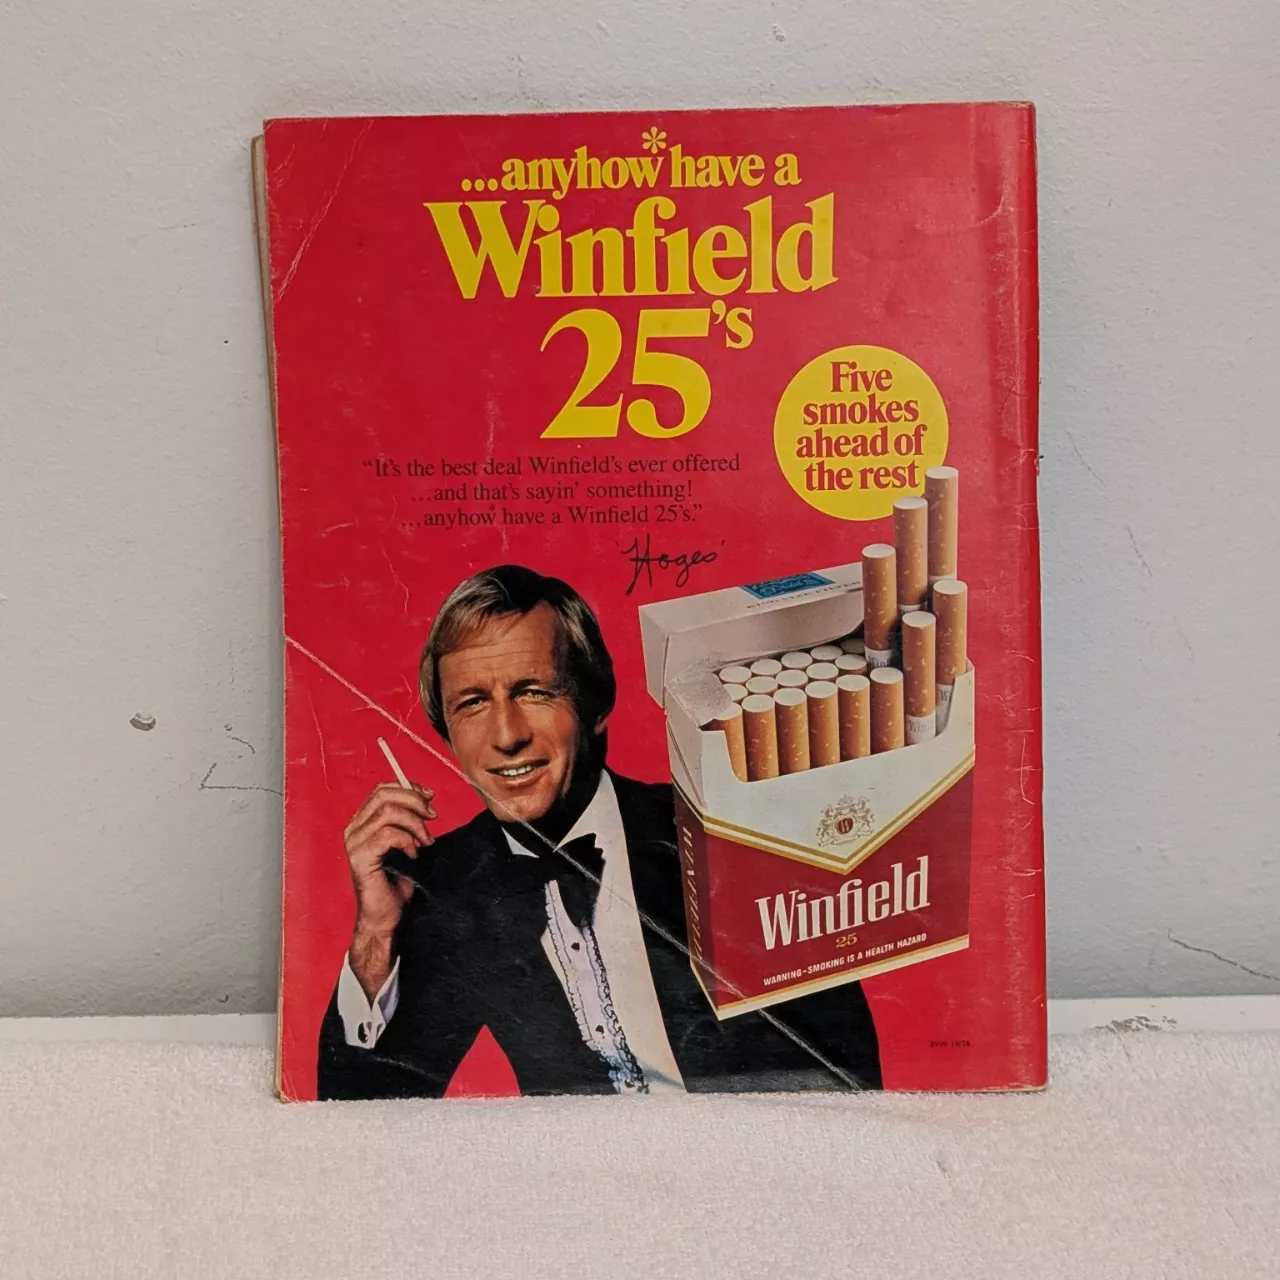 ...anyhow* have a
Winfield
25's
Five
smokes
ahead of
the rest
“It's the best deal Winfield's ever offered
...and that's sayin' something!
...anyhow* have a Winfield 25's.”
'Hoges'
Winfield
25
WARNING-SMOKING IS A HEALTH HAZARD
W
WINFIELD